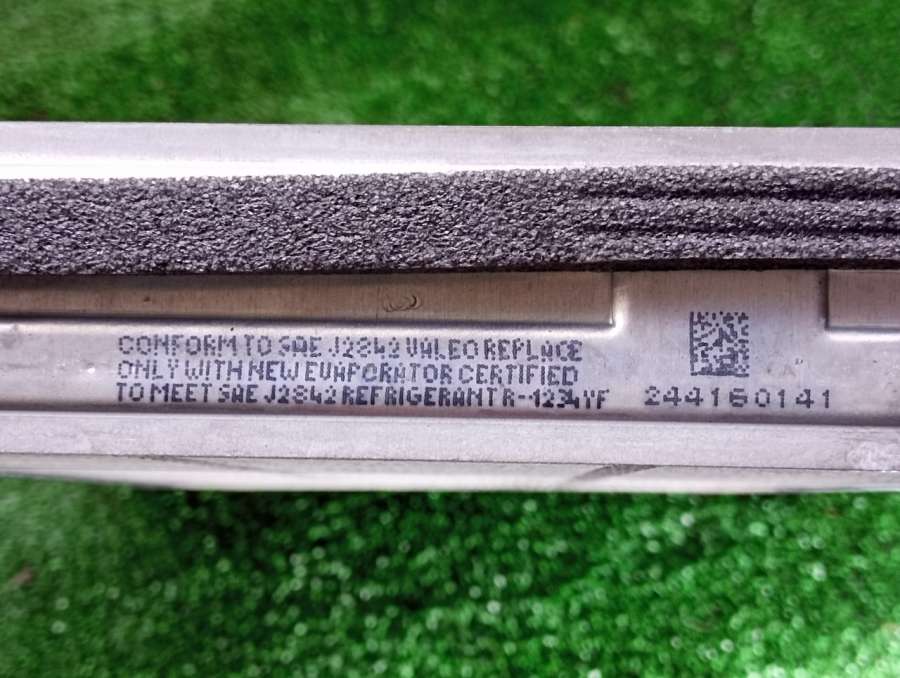 CONFORM TO SAE J2842 VALEO REPLACE
ONLY WITH NEW EVAPORATOR CERTIFIED
TO MEET SAE J2842 REFRIGERANT R-1234YF
244160141